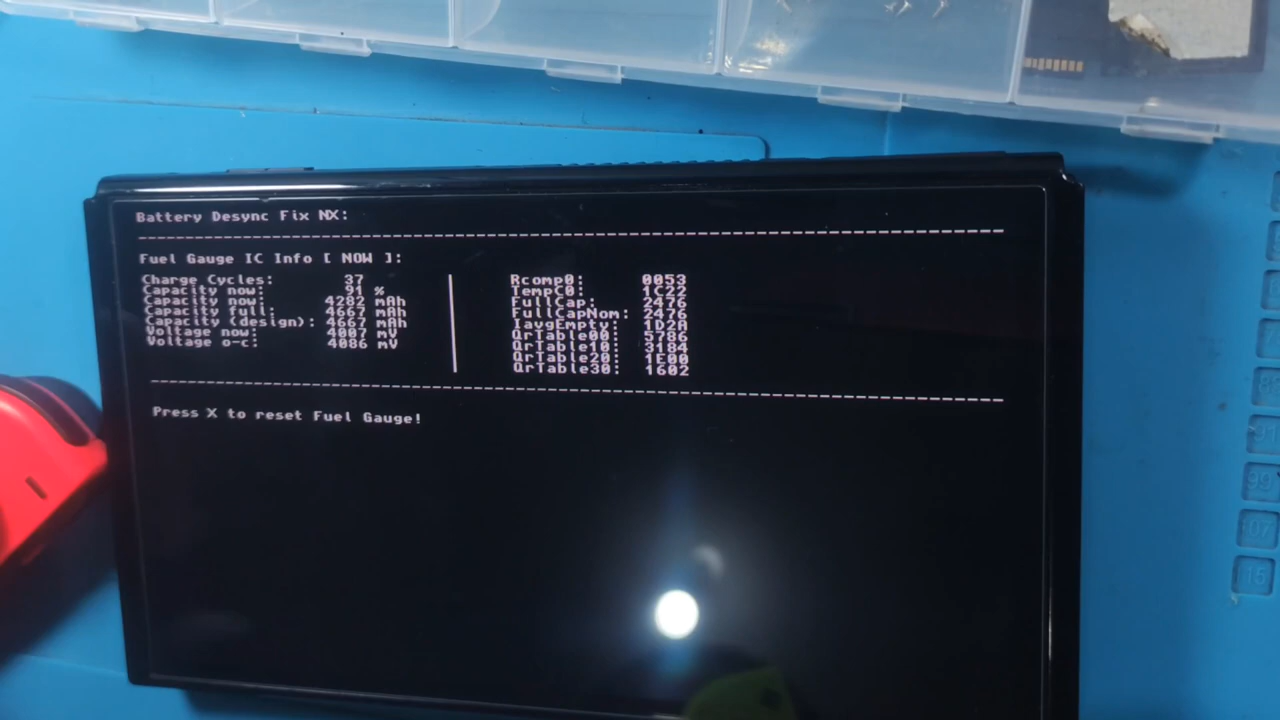 Battery Desync Fix NX:
Fuel Gauge IC Info [ NOW ]:
Charge Cycles: 37
Capacity now: 91 %
Capacity now: 4282 mAh
Capacity full: 4667 mAh
Capacity (design): 4667 mAh
Voltage now: 4007 mV
Voltage o-c: 4086 mV
Rcomp0: 0053
TempC0: 1C22
FullCap: 2476
FullCapNom: 2476
IavgEmpty: 1D2A
QrTable00: 5786
QrTable10: 3184
QrTable20: 1E00
QrTable30: 1602
Press X to reset Fuel Gauge!